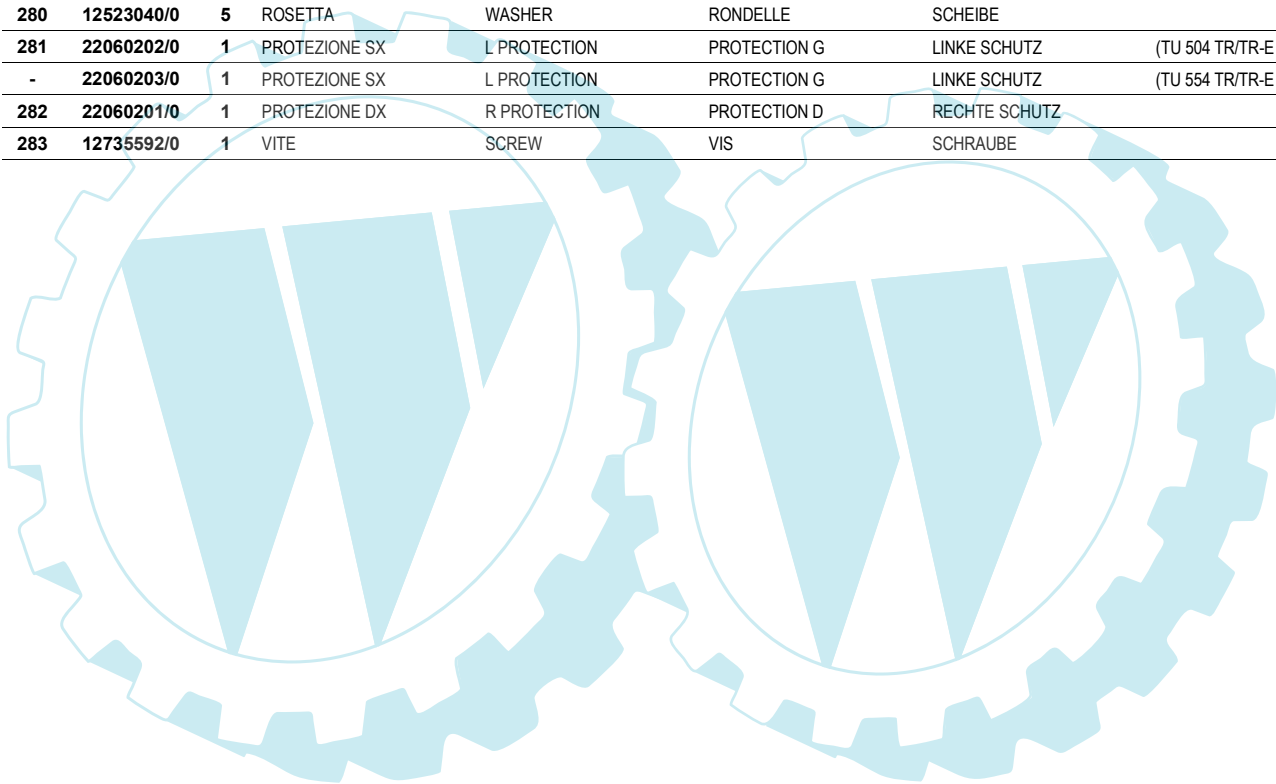 280 12523040/0 5 ROSETTA WASHER RONDELLE SCHEIBE
281 22060202/0 1 PROTEZIONE SX L PROTECTION PROTECTION G LINKE SCHUTZ (TU 504 TR/TR-E
- 22060203/0 1 PROTEZIONE SX L PROTECTION PROTECTION G LINKE SCHUTZ (TU 554 TR/TR-E
282 22060201/0 1 PROTEZIONE DX R PROTECTION PROTECTION D RECHTE SCHUTZ
283 12735592/0 1 VITE SCREW VIS SCHRAUBE